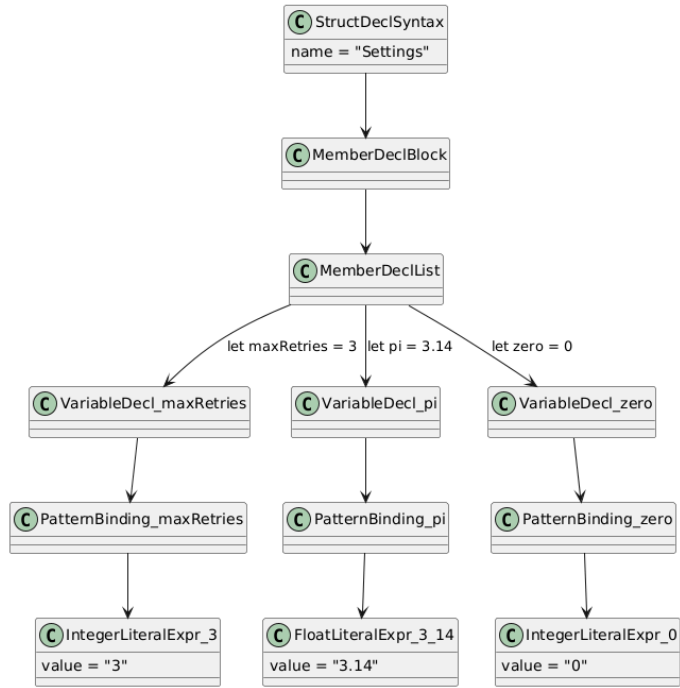 C StructDeclSyntax
name = "Settings"
C MemberDeclBlock
C MemberDeclList
let maxRetries = 3
let pi = 3.14
let zero = 0
C VariableDecl_maxRetries
C VariableDecl_pi
C VariableDecl_zero
C PatternBinding_maxRetries
C PatternBinding_pi
C PatternBinding_zero
C IntegerLiteralExpr_3
value = "3"
C FloatLiteralExpr_3_14
value = "3.14"
C IntegerLiteralExpr_0
value = "0"